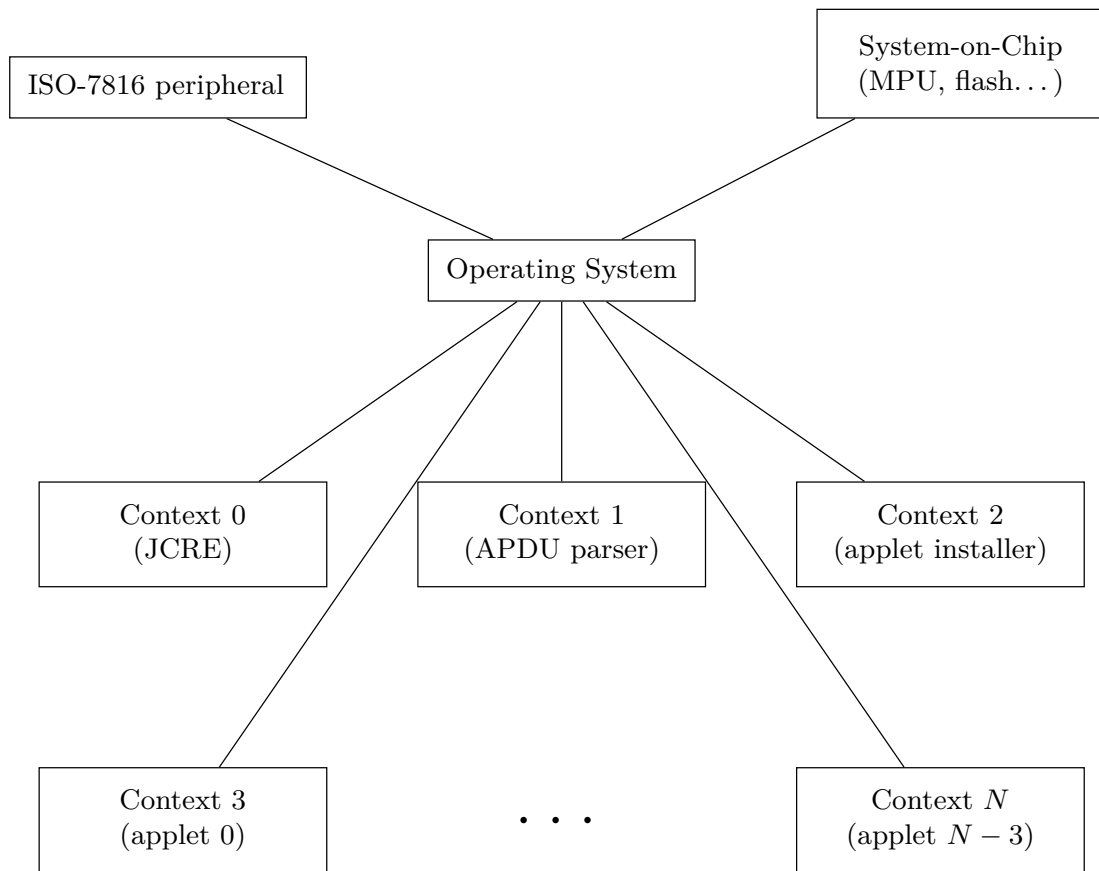 ISO-7816 peripheral
System-on-Chip
(MPU, flash...)
Operating System
Context 0
(JCRE)
Context 1
(APDU parser)
Context 2
(applet installer)
Context 3
(applet 0)
. . .
Context N
(applet N − 3)